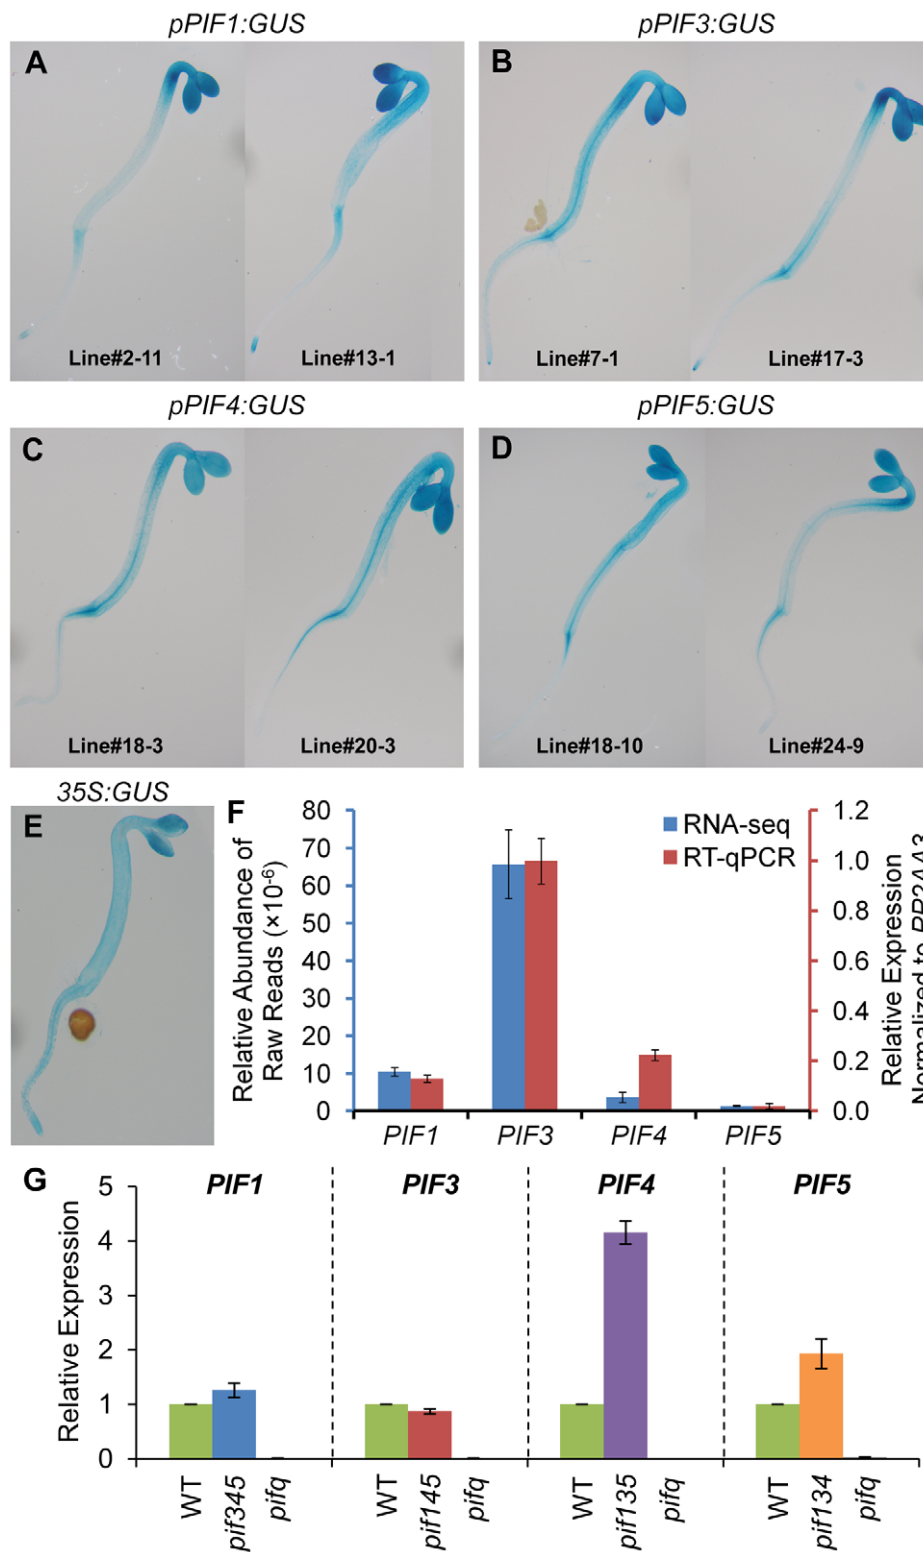 pPIF1:GUS
pPIF3:GUS
A
B
Line#2-11
Line#13-1
Line#7-1
Line#17-3
pPIF4:GUS
pPIF5:GUS
C
D
Line#18-3
Line#20-3
Line#18-10
Line#24-9
35S:GUS
E
F
Relative Abundance of
Raw Reads (×10⁻⁶)
80
70
60
50
40
30
20
10
0
RNA-seq
RT-qPCR
1.2
1.0
0.8
0.6
0.4
0.2
0.0
Relative Expression
Normalized to PP2AA3
PIF1
PIF3
PIF4
PIF5
G
Relative Expression
5
4
3
2
1
0
PIF1
PIF3
PIF4
PIF5
WT
pif345
pifq
WT
pif145
pifq
WT
pif135
pifq
WT
pif134
pifq